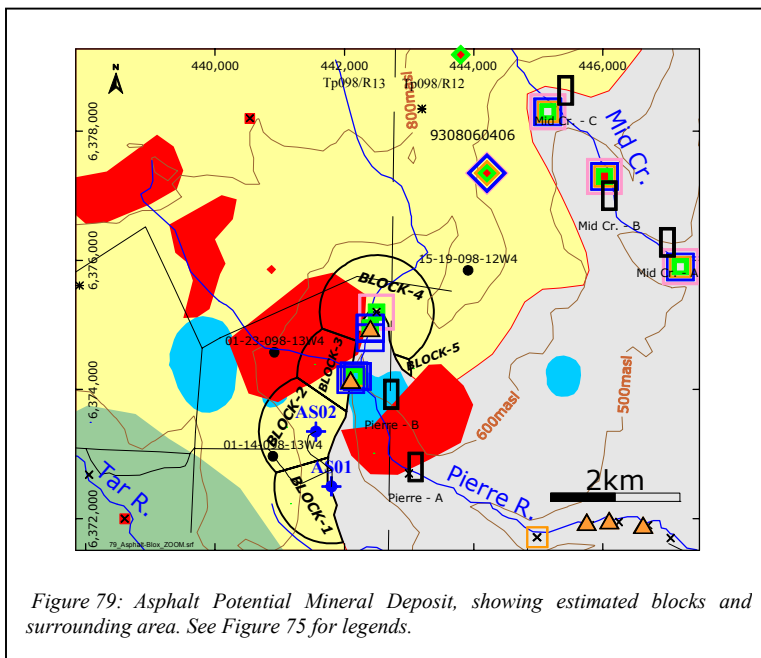 N
440,000
442,000
444,000
446,000
Tp098/R13
Tp098/R12
800masl
6,378,000
9308060406
Mid Cr. - C
Mid Cr.
Mid Cr. - B
6,376,000
15-19-098-12W4
Mid Cr. - A
BLOCK-4
01-23-098-13W4
BLOCK-3
BLOCK-5
500masl
6,374,000
BLOCK-2
AS02
Pierre - B
600masl
01-14-098-13W4
Tar R.
AS01
Pierre - A
Pierre R.
2km
BLOCK-1
6,372,000
79_Asphalt-Blox_ZOOM.srf
Figure 79: Asphalt Potential Mineral Deposit, showing estimated blocks and
surrounding area. See Figure 75 for legends.